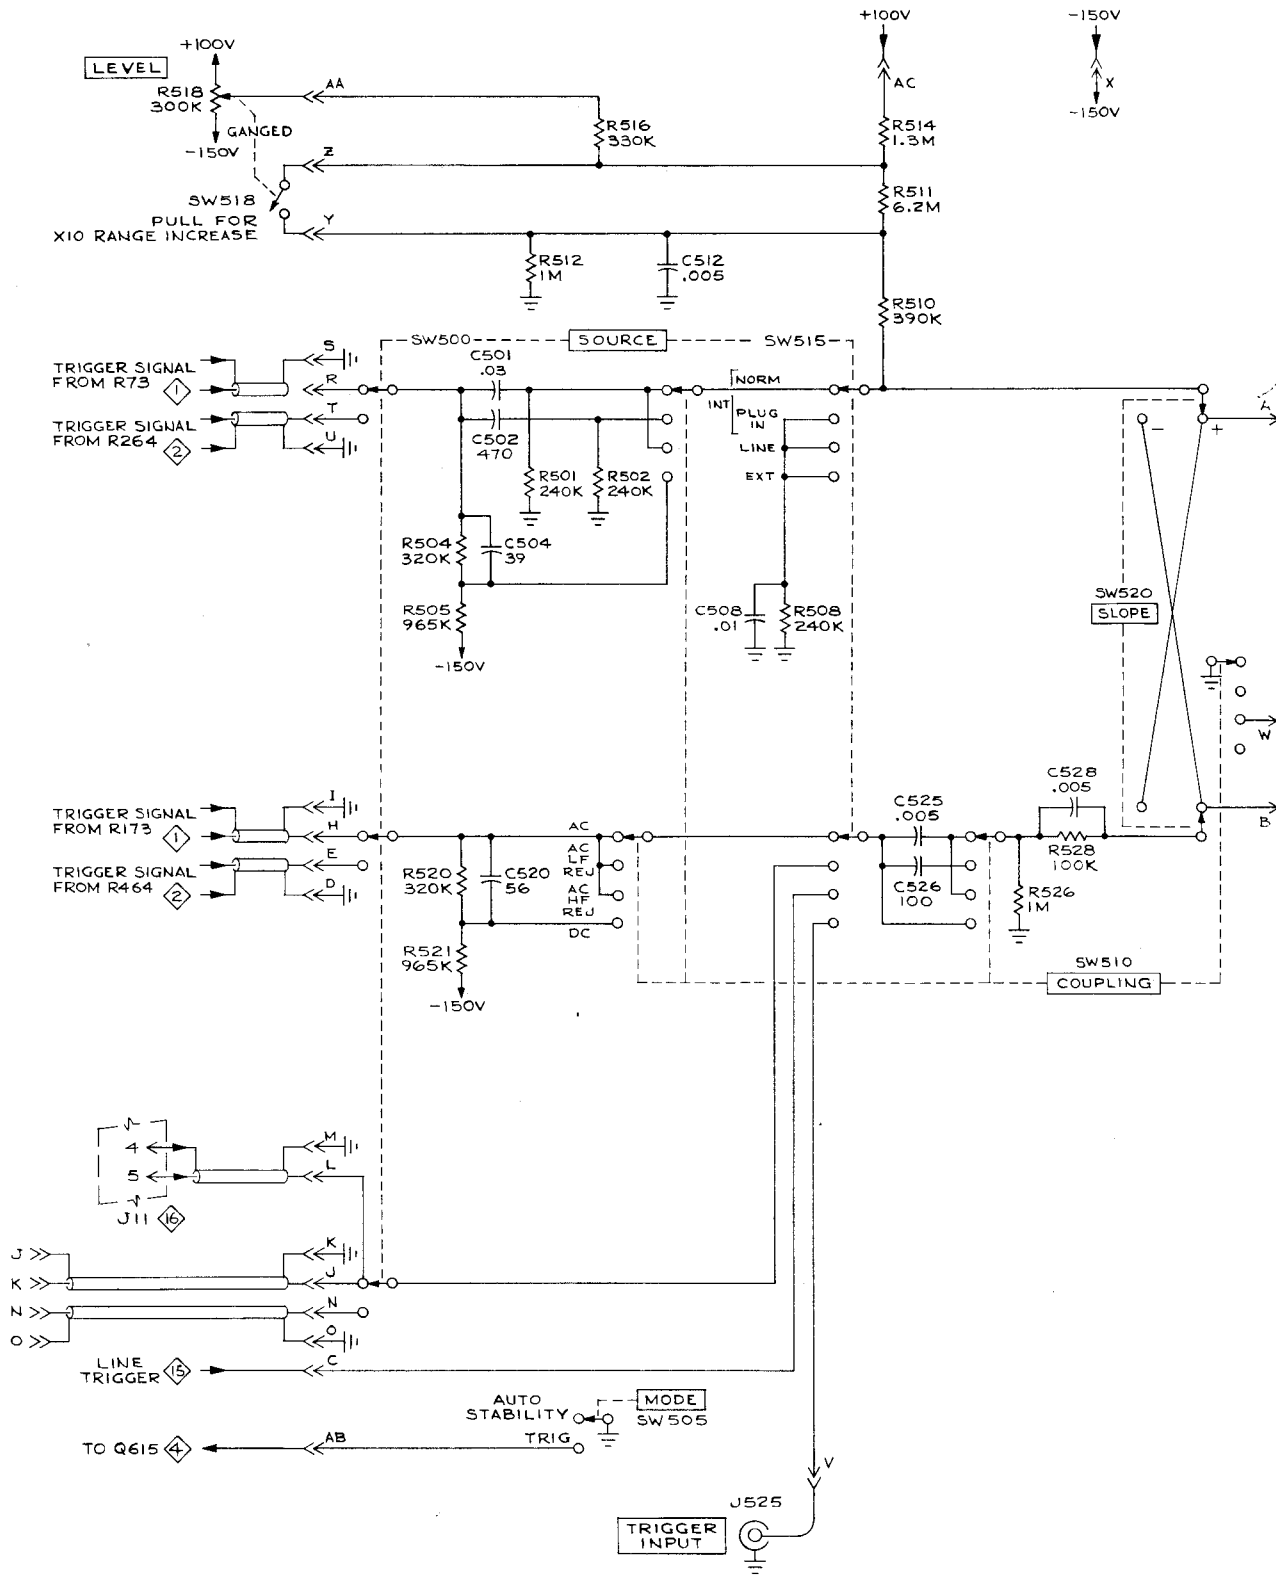 +100V
-150V
+100V
LEVEL
R518
300K
AA
AC
X
-150V
GANGED
-150V
R516
330K
R514
1.3M
Z
SW518
PULL FOR
X10 RANGE INCREASE
R511
6.2M
Y
R512
1M
C512
.005
R510
390K
SW500
SOURCE
SW515
TRIGGER SIGNAL
FROM R73
1
S
R
C501
.03
NORM
INT
PLUG
IN
LINE
EXT
TRIGGER SIGNAL
FROM R264
2
T
U
C502
470
R501
240K
R502
240K
-
+
A
R504
320K
C504
39
R505
965K
-150V
C508
.01
R508
240K
SW520
SLOPE
W
TRIGGER SIGNAL
FROM R173
1
I
H
AC
AC
LF
REJ
AC
HF
REJ
DC
C525
.005
C528
.005
B
TRIGGER SIGNAL
FROM R464
2
E
D
R520
320K
C520
56
C526
100
R528
100K
R526
1M
R521
965K
-150V
SW510
COUPLING
4
5
J11
16
M
L
J
K
K
J
N
N
O
O
LINE
TRIGGER
15
C
AUTO
STABILITY
MODE
SW505
TO Q615
4
AB
TRIG
V
J525
TRIGGER
INPUT